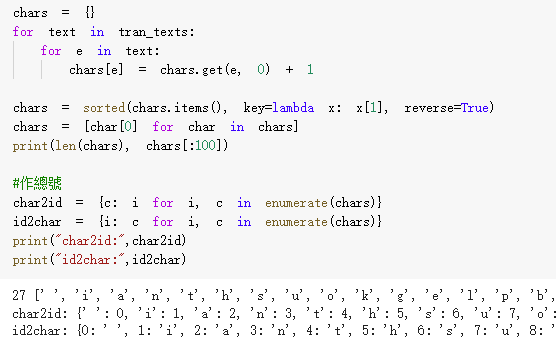 chars = {}
for text in tran_texts:
    for e in text:
        chars[e] = chars.get(e, 0) + 1
chars = sorted(chars.items(), key=lambda x: x[1], reverse=True)
chars = [char[0] for char in chars]
print(len(chars), chars[:100])
#作總號
char2id = {c: i for i, c in enumerate(chars)}
id2char = {i: c for i, c in enumerate(chars)}
print("char2id:",char2id)
print("id2char:",id2char)
27 [' ', 'i', 'a', 'n', 't', 'h', 's', 'u', 'o', 'k', 'g', 'e', 'l', 'p', 'b',
char2id: {' ': 0, 'i': 1, 'a': 2, 'n': 3, 't': 4, 'h': 5, 's': 6, 'u': 7, 'o':
id2char: {0: ' ', 1: 'i', 2: 'a', 3: 'n', 4: 't', 5: 'h', 6: 's', 7: 'u', 8: '